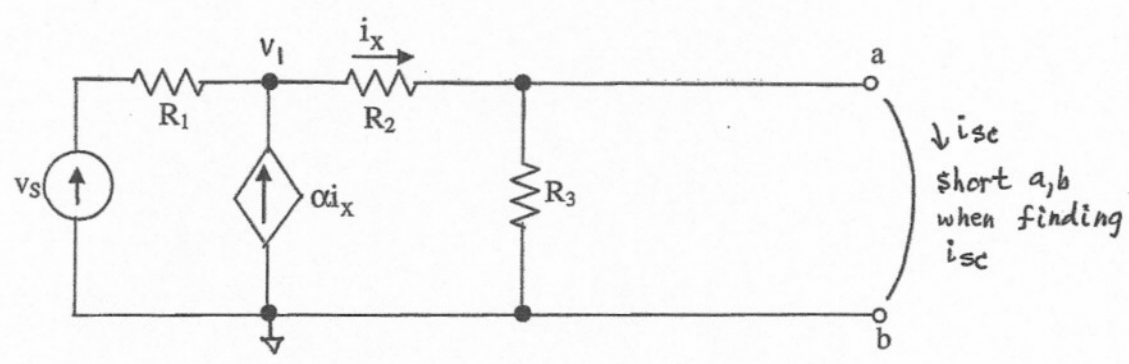 v₁
iₓ
a
R₁
R₂
vS
αiₓ
R₃
↓ isc
short a,b
when finding
isc
b